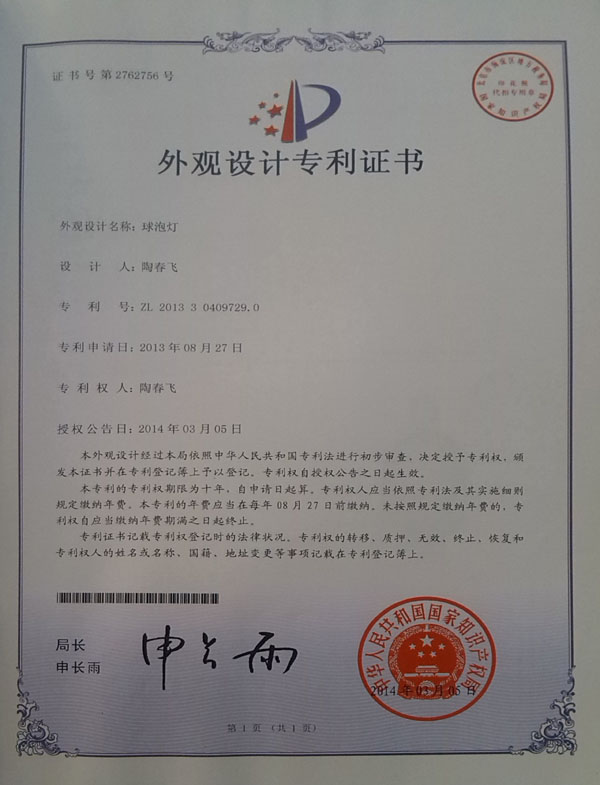 证书号第2762756号
印花税
代扣专用章
国家知识产权局
外观设计专利证书
外观设计名称：球泡灯
设 计 人：陶春飞
专 利 号：ZL 2013 3 0409729.0
专利申请日：2013年08月27日
专 利 权 人：陶春飞
授权公告日：2014年03月05日
本外观设计经过本局依照中华人民共和国专利法进行初步审查，决定授予专利权，颁
发本证书并在专利登记簿上予以登记。专利权自授权公告之日起生效。
本专利的专利权期限为十年，自申请日起算。专利权人应当依照专利法及其实施细则
规定缴纳年费。本专利的年费应当在每年08月27日前缴纳。未按照规定缴纳年费的，专
利权自应当缴纳年费期满之日起终止。
专利证书记载专利权登记时的法律状况。专利权的转移、质押、无效、终止、恢复和
专利权人的姓名或名称、国籍、地址变更等事项记载在专利登记簿上。
局长
申长雨
申长雨
中华人民共和国国家知识产权局
2014年03月05日
第1页（共1页）